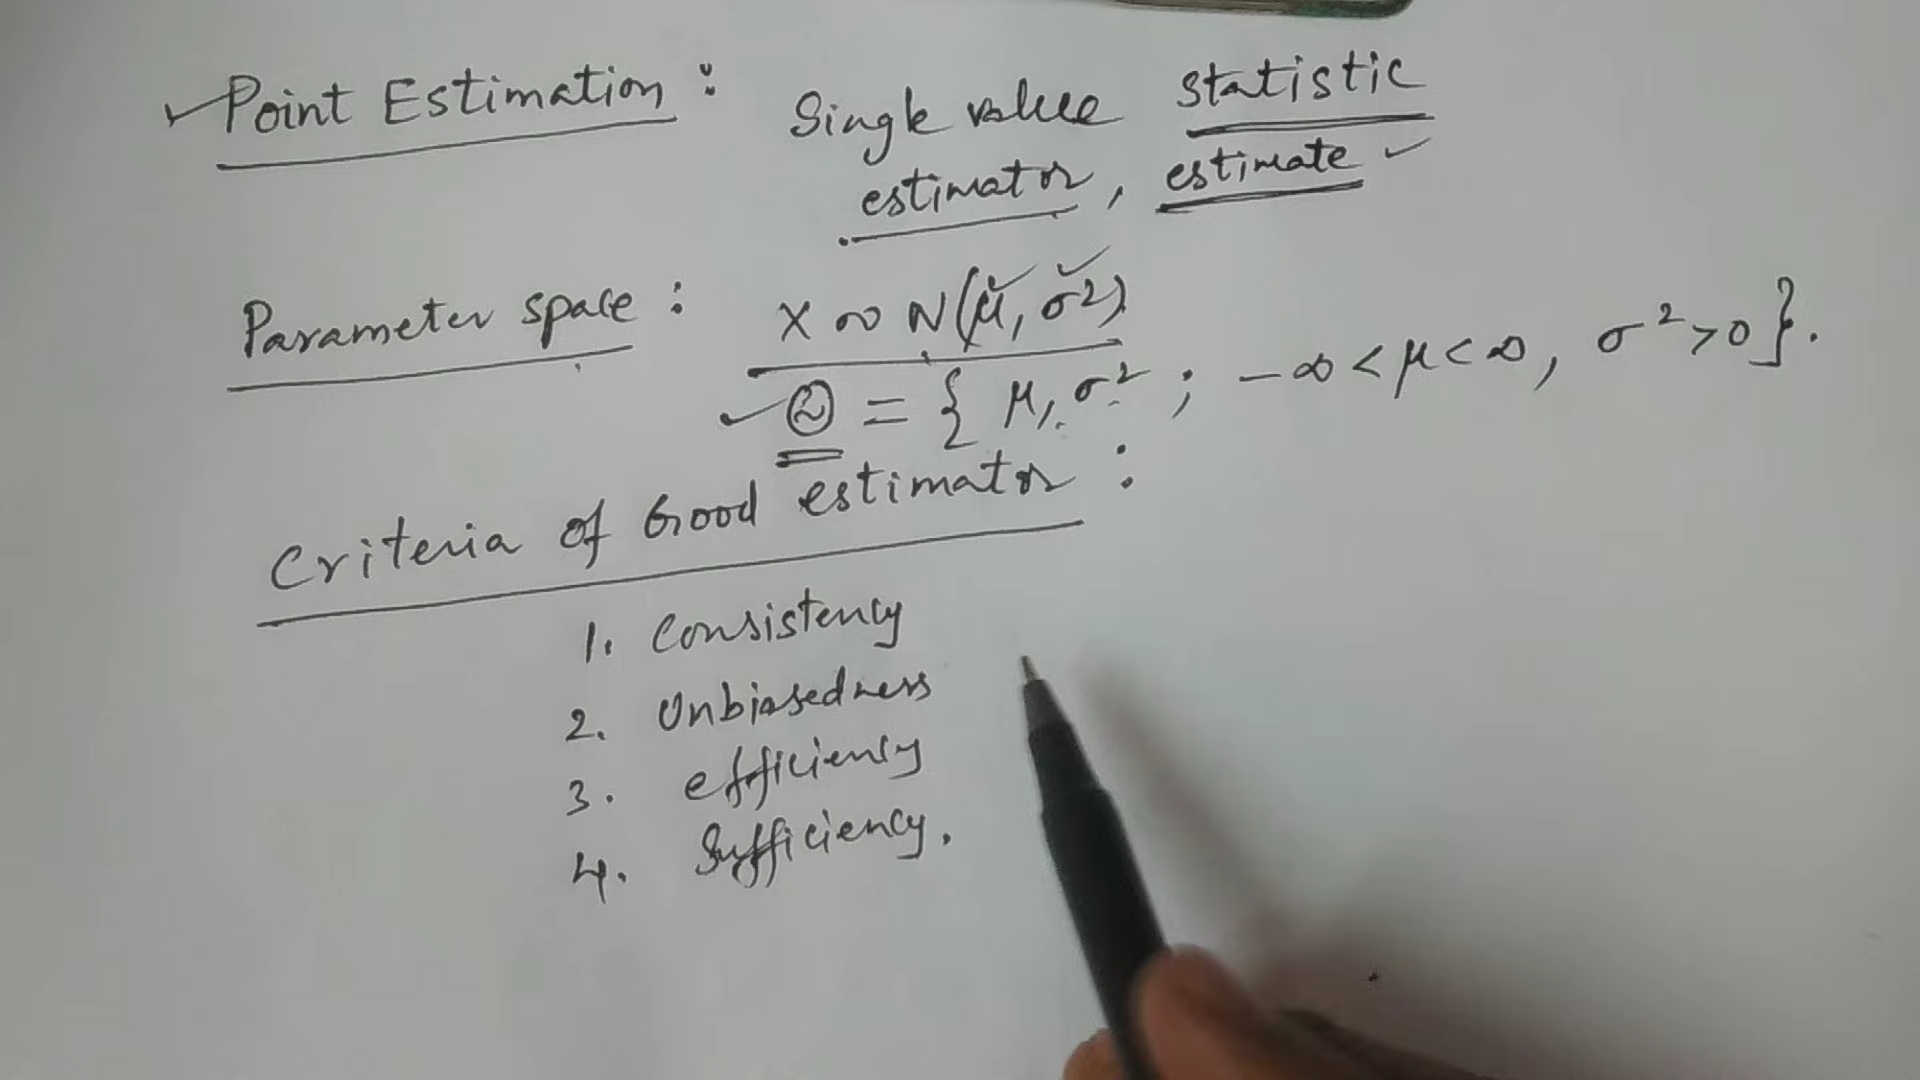 Point Estimation : Single value statistic
estimator, estimate
Parameter space : X ~ N(μ, σ²)
Θ = { μ, σ² ; -∞ < μ < ∞, σ² > 0 }.
Criteria of Good estimator :
1. Consistency
2. Unbiasedness
3. efficiency
4. Sufficiency.